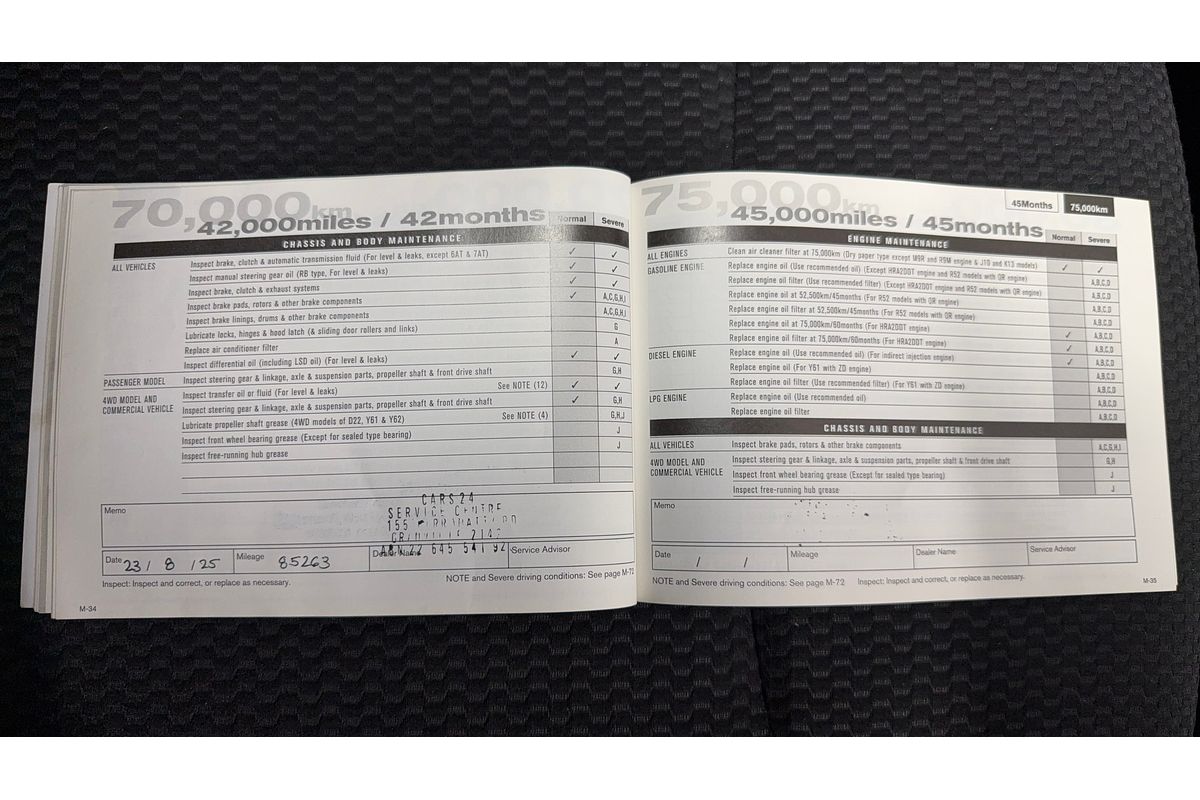 70,000km
42,000miles / 42months
Normal Severe
CHASSIS AND BODY MAINTENANCE
ALL VEHICLES Inspect brake, clutch & automatic transmission fluid (For level & leaks, except 6AT & 7AT) ✓ ✓
Inspect manual steering gear oil (RB type, For level & leaks) ✓ ✓
Inspect brake, clutch & exhaust systems ✓ ✓
Inspect brake pads, rotors & other brake components ✓ A,C,G,H,I
Inspect brake linings, drums & other brake components A,C,G,H,I
Lubricate locks, hinges & hood latch (& sliding door rollers and links) G
Replace air conditioner filter A
Inspect differential oil (including LSD oil) (For level & leaks) ✓ ✓
PASSENGER MODEL Inspect steering gear & linkage, axle & suspension parts, propeller shaft & front drive shaft G,H
4WD MODEL AND COMMERCIAL VEHICLE Inspect transfer oil or fluid (For level & leaks) See NOTE (12) ✓ ✓
Inspect steering gear & linkage, axle & suspension parts, propeller shaft & front drive shaft ✓ G,H
Lubricate propeller shaft grease (4WD models of D22, Y61 & Y62) See NOTE (4) G,H,J
Inspect front wheel bearing grease (Except for sealed type bearing) J
Inspect free-running hub grease J
Memo
CARS24
SERVICE CENTRE
155
GRANVILLE 2142
ABN 22 645 541 92
Date 23 / 8 / 25 Mileage 85263 Dealer Name Service Advisor
Inspect: Inspect and correct, or replace as necessary. NOTE and Severe driving conditions: See page M-72
M-34
75,000km
45,000miles / 45months
45Months 75,000km
Normal Severe
ENGINE MAINTENANCE
ALL ENGINES Clean air cleaner filter at 75,000km (Dry paper type except M9R and R9M engine & J10 and K13 models) ✓ ✓
GASOLINE ENGINE Replace engine oil (Use recommended oil) (Except HRA2DDT engine and R52 models with QR engine) A,B,C,D
Replace engine oil filter (Use recommended filter) (Except HRA2DDT engine and R52 models with QR engine) A,B,C,D
Replace engine oil at 52,500km/45months (For R52 models with QR engine) A,B,C,D
Replace engine oil filter at 52,500km/45months (For R52 models with QR engine) A,B,C,D
Replace engine oil at 75,000km/60months (For HRA2DDT engine) ✓ A,B,C,D
Replace engine oil filter at 75,000km/60months (For HRA2DDT engine) ✓ A,B,C,D
DIESEL ENGINE Replace engine oil (Use recommended oil) (For indirect injection engine) ✓ A,B,C,D
Replace engine oil (For Y61 with ZD engine) A,B,C,D
Replace engine oil filter (Use recommended filter) (For Y61 with ZD engine) A,B,C,D
LPG ENGINE Replace engine oil (Use recommended oil) A,B,C,D
Replace engine oil filter A,B,C,D
CHASSIS AND BODY MAINTENANCE
ALL VEHICLES Inspect brake pads, rotors & other brake components A,C,G,H,I
4WD MODEL AND COMMERCIAL VEHICLE Inspect steering gear & linkage, axle & suspension parts, propeller shaft & front drive shaft G,H
Inspect front wheel bearing grease (Except for sealed type bearing) J
Inspect free-running hub grease J
Memo
Date / / Mileage Dealer Name Service Advisor
NOTE and Severe driving conditions: See page M-72 Inspect: Inspect and correct, or replace as necessary.
M-35